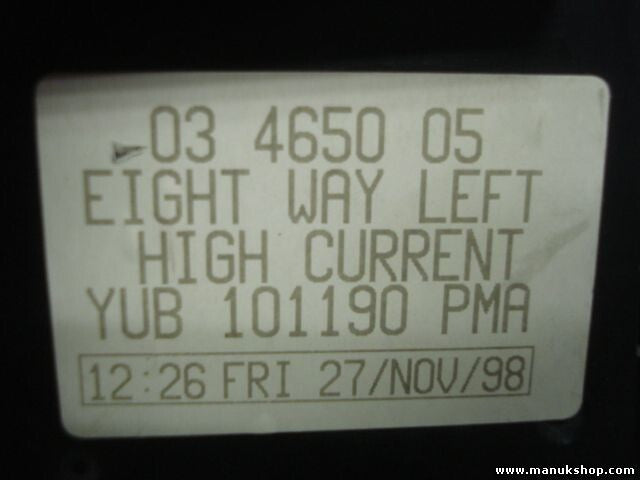 03 4650 05
EIGHT WAY LEFT
HIGH CURRENT
YUB 101190 PMA
12:26 FRI 27/NOV/98
www.manukshop.com